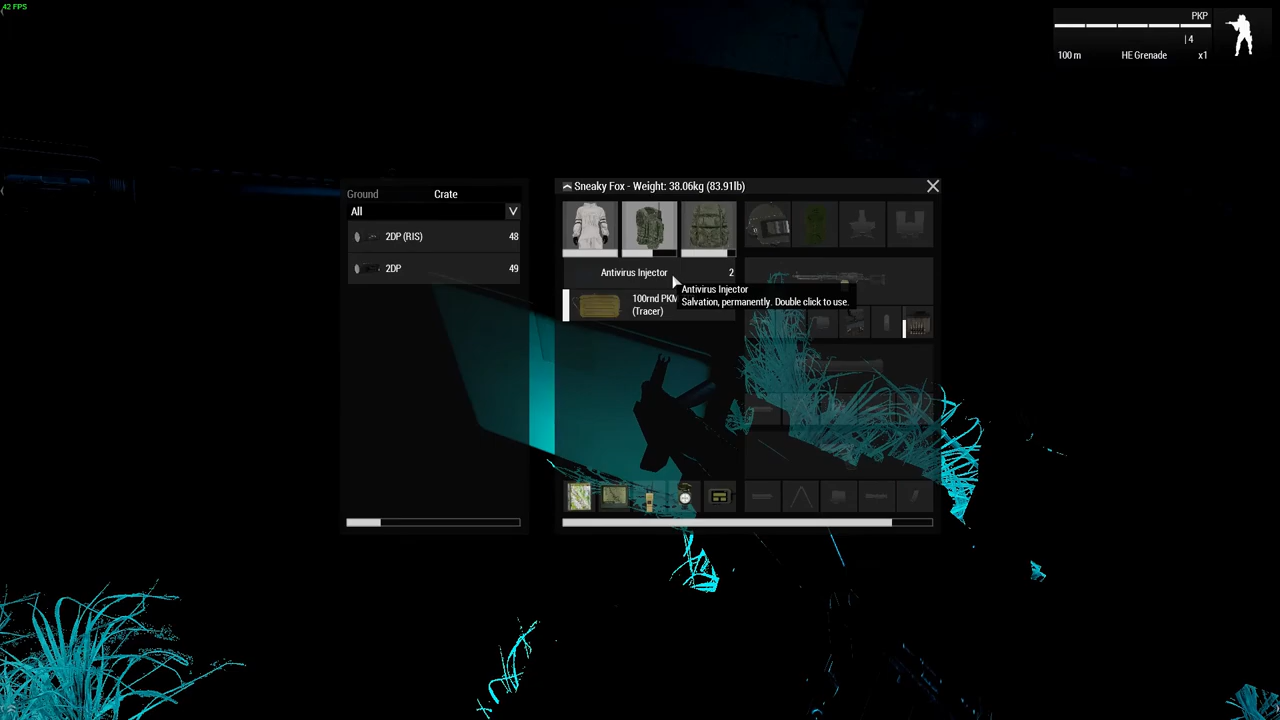 42 FPS
PKP
|4
100 m HE Grenade x1
Sneaky Fox - Weight: 38.06kg (83.91lb)
Ground Crate
All
2DP (RIS) 48
2DP 49
Antivirus Injector 2
Antivirus Injector
Salvation, permanently. Double click to use.
100rnd PKM
(Tracer)